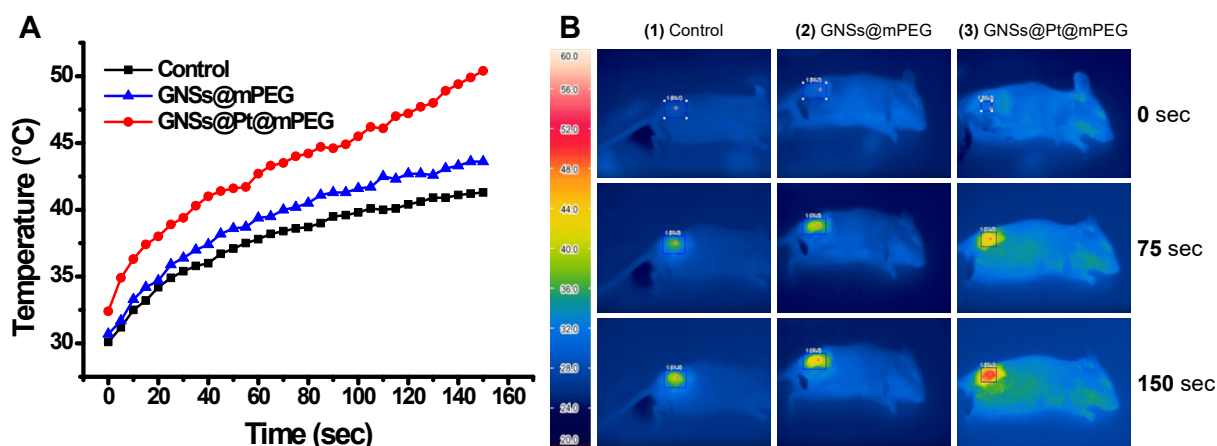 A
Control
GNSs@mPEG
GNSs@Pt@mPEG
50
45
40
35
30
Temperature (°C)
0 20 40 60 80 100 120 140 160
Time (sec)
B
(1) Control (2) GNSs@mPEG (3) GNSs@Pt@mPEG
60.0
56.0
52.0
48.0
44.0
40.0
36.0
32.0
28.0
24.0
20.0
0 sec
75 sec
150 sec